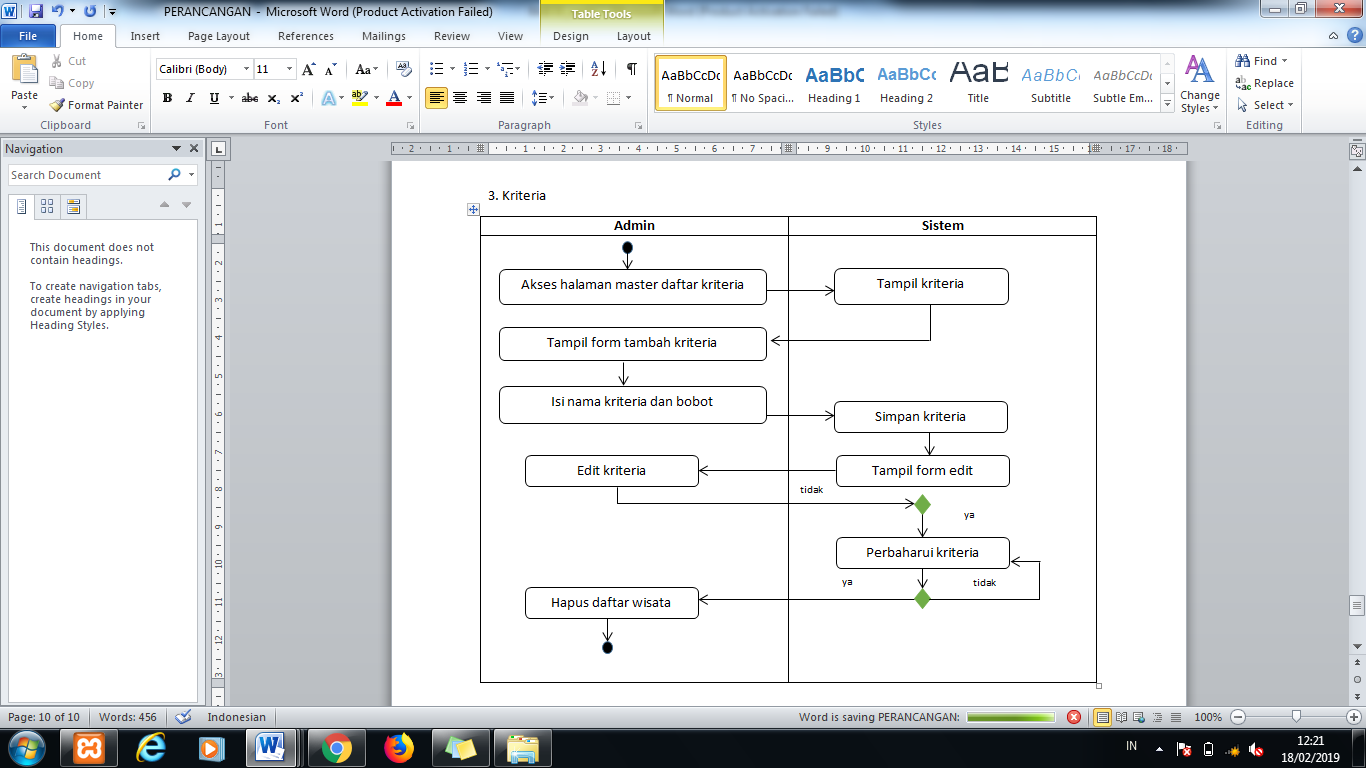 PERANCANGAN - Microsoft Word (Product Activation Failed)
Table Tools
File Home Insert Page Layout References Mailings Review View Design Layout
Paste
Cut
Copy
Format Painter
Clipboard
Calibri (Body) 11
Font
Paragraph
AaBbCcDc AaBbCcDc AaBbC AaBbCc AaB AaBbCc AaBbCcDc
¶ Normal ¶ No Spaci... Heading 1 Heading 2 Title Subtitle Subtle Em...
Change Styles
Styles
Find
Replace
Select
Editing
Navigation
Search Document
This document does not
contain headings.
To create navigation tabs,
create headings in your
document by applying
Heading Styles.
3. Kriteria
Admin Sistem
Akses halaman master daftar kriteria Tampil kriteria
Tampil form tambah kriteria
Isi nama kriteria dan bobot
Simpan kriteria
Edit kriteria Tampil form edit
tidak
ya
Perbaharui kriteria
ya tidak
Hapus daftar wisata
Page: 10 of 10 Words: 456 Indonesian Word is saving PERANCANGAN: 100%
IN 12:21
18/02/2019